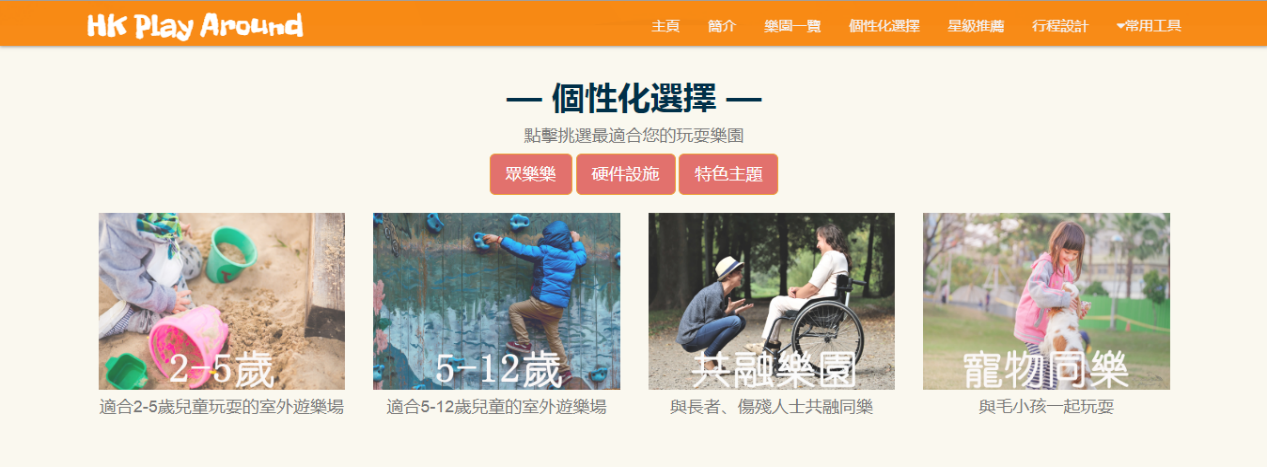 HK Play Around
主頁 簡介 樂園一覽 個性化選擇 星級推薦 行程設計 常用工具
— 個性化選擇 —
點擊挑選最適合您的玩耍樂園
眾樂樂 硬件設施 特色主題
2-5歲 5-12歲 共融樂園 寵物同樂
適合2-5歲兒童玩耍的室外遊樂場 適合5-12歲兒童的室外遊樂場 與長者、傷殘人士共融同樂 與毛小孩一起玩耍